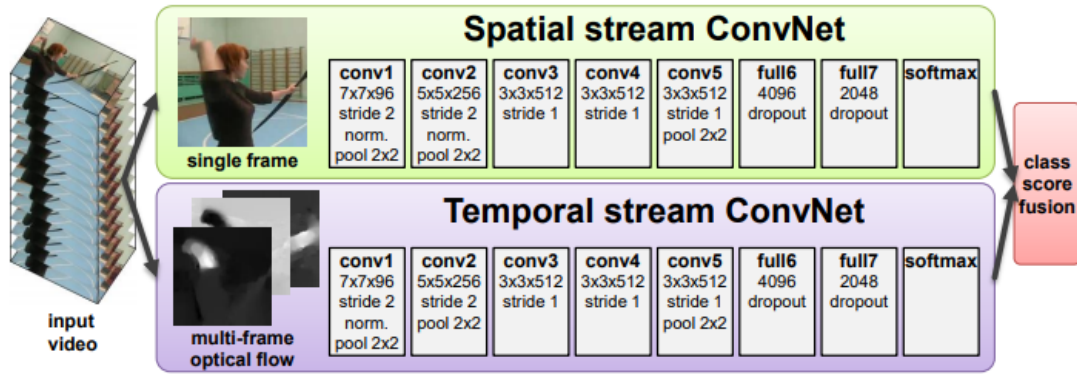 Spatial stream ConvNet
conv1
7x7x96
stride 2
norm.
pool 2x2
conv2
5x5x256
stride 2
norm.
pool 2x2
conv3
3x3x512
stride 1
conv4
3x3x512
stride 1
conv5
3x3x512
stride 1
pool 2x2
full6
4096
dropout
full7
2048
dropout
softmax
single frame
Temporal stream ConvNet
conv1
7x7x96
stride 2
norm.
pool 2x2
conv2
5x5x256
stride 2
pool 2x2
conv3
3x3x512
stride 1
conv4
3x3x512
stride 1
conv5
3x3x512
stride 1
pool 2x2
full6
4096
dropout
full7
2048
dropout
softmax
multi-frame
optical flow
input
video
class
score
fusion